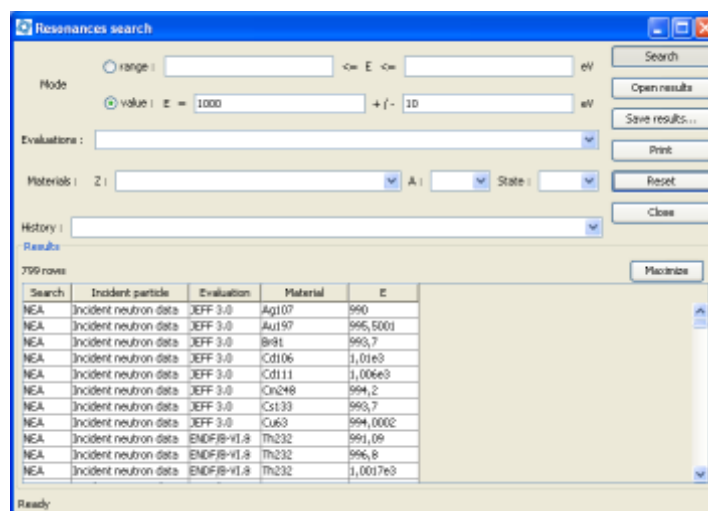 Resonances search
range : <= E <= eV
Mode
value : E = 1000 +/- 10 eV
Evaluations :
Materials : Z : A : State :
History :
Search
Open results
Save results...
Print
Reset
Close
Results
799 rows
Maximize
Search Incident particle Evaluation Material E
NEA Incident neutron data JEFF 3.0 Ag107 990
NEA Incident neutron data JEFF 3.0 Au197 995,5001
NEA Incident neutron data JEFF 3.0 Br81 993,7
NEA Incident neutron data JEFF 3.0 Cd106 1,01e3
NEA Incident neutron data JEFF 3.0 Cd111 1,006e3
NEA Incident neutron data JEFF 3.0 Cm248 994,2
NEA Incident neutron data JEFF 3.0 Cs133 993,7
NEA Incident neutron data JEFF 3.0 Cu63 994,0002
NEA Incident neutron data ENDF/B-VI.8 Th232 991,09
NEA Incident neutron data ENDF/B-VI.8 Th232 996,8
NEA Incident neutron data ENDF/B-VI.8 Th232 1,0017e3
Ready